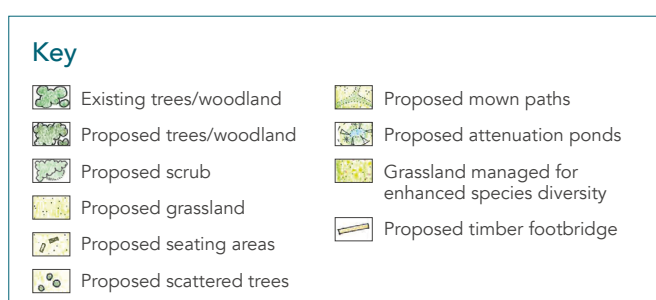 Key
Existing trees/woodland
Proposed trees/woodland
Proposed scrub
Proposed grassland
Proposed seating areas
Proposed scattered trees
Proposed mown paths
Proposed attenuation ponds
Grassland managed for
enhanced species diversity
Proposed timber footbridge